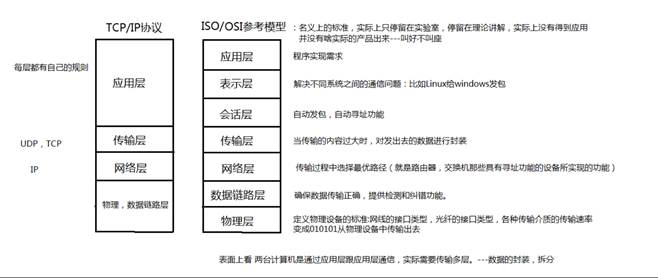 TCP/IP协议
ISO/OSI参考模型
：名义上的标准，实际上只停留在实验室，停留在理论讲解，实际上没有得到应用
并没有啥实际的产品出来---叫好不叫座
每层都有自己的规则
应用层
应用层
程序实现需求
表示层
解决不同系统之间的通信问题：比如Linux给windows发包
会话层
自动发包，自动寻址功能
UDP，TCP
传输层
传输层
当传输的内容过大时，对发出去的数据进行封装
IP
网络层
网络层
传输过程中选择最优路径（就是路由器，交换机那些具有寻址功能的设备所实现的功能）
物理，数据链路层
数据链路层
确保数据传输正确，提供检测和纠错功能。
物理层
定义物理设备的标准:网线的接口类型，光纤的接口类型，各种传输介质的传输速率
变成010101从物理设备中传输出去
表面上看 两台计算机是通过应用层跟应用层通信，实际需要传输多层。---数据的封装，拆分